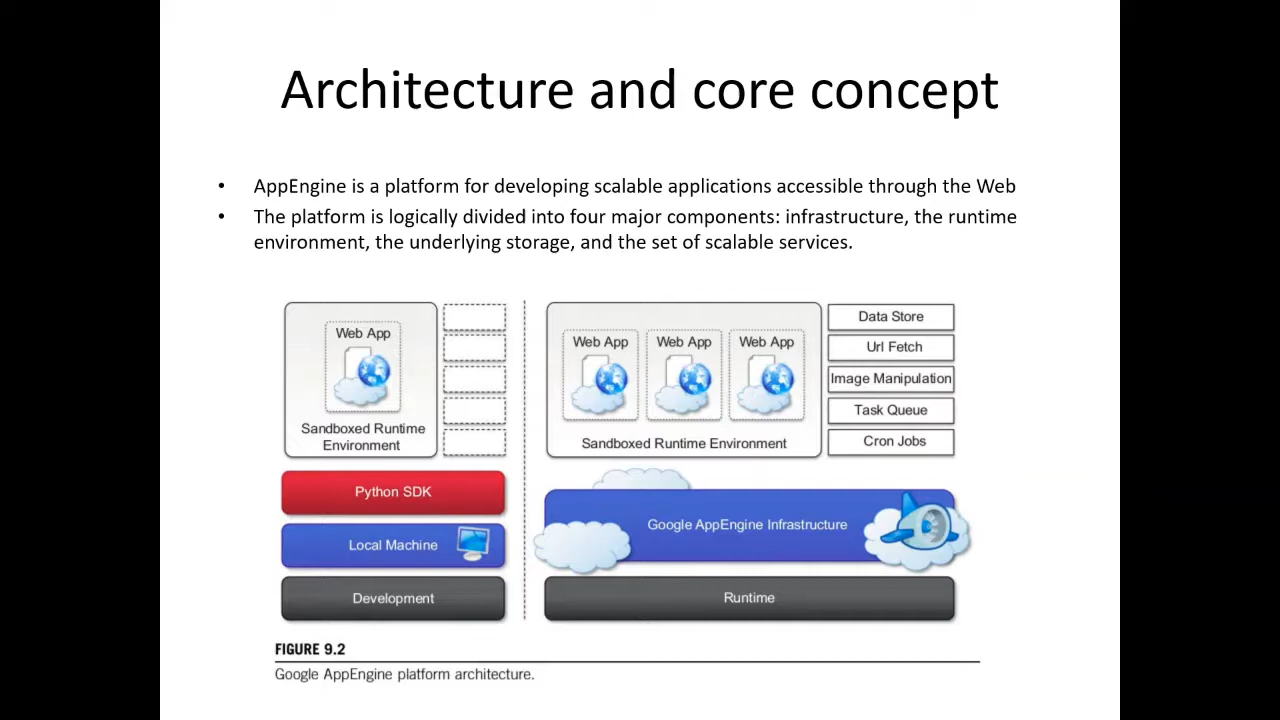 Architecture and core concept
• AppEngine is a platform for developing scalable applications accessible through the Web
• The platform is logically divided into four major components: infrastructure, the runtime
environment, the underlying storage, and the set of scalable services.
Web App
Sandboxed Runtime
Environment
Python SDK
Local Machine
Development
Web App
Web App
Web App
Sandboxed Runtime Environment
Data Store
Url Fetch
Image Manipulation
Task Queue
Cron Jobs
Google AppEngine Infrastructure
Runtime
FIGURE 9.2
Google AppEngine platform architecture.